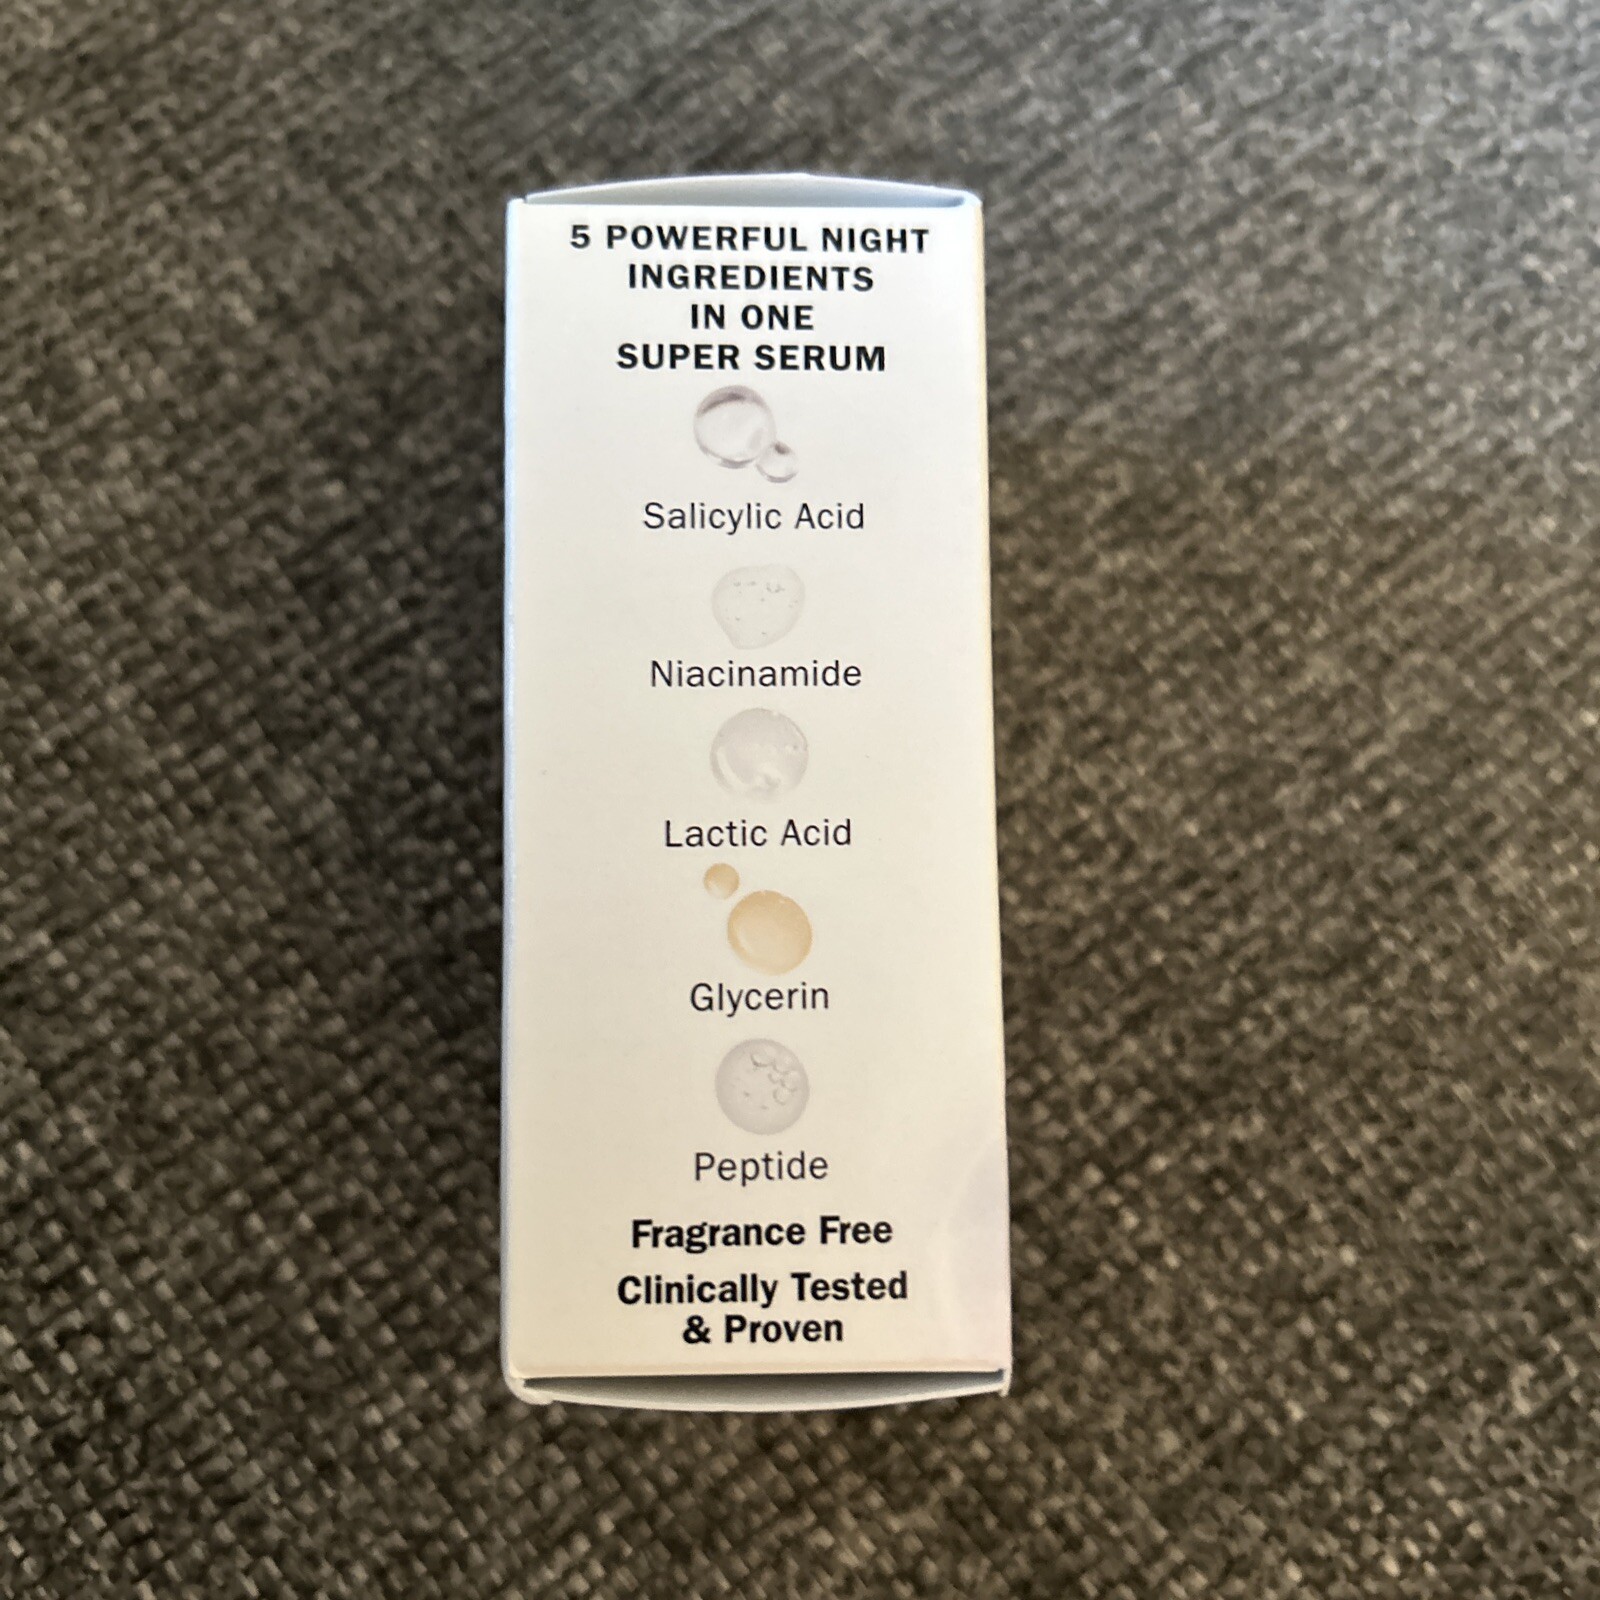 5 POWERFUL NIGHT
INGREDIENTS
IN ONE
SUPER SERUM
Salicylic Acid
Niacinamide
Lactic Acid
Glycerin
Peptide
Fragrance Free
Clinically Tested
& Proven